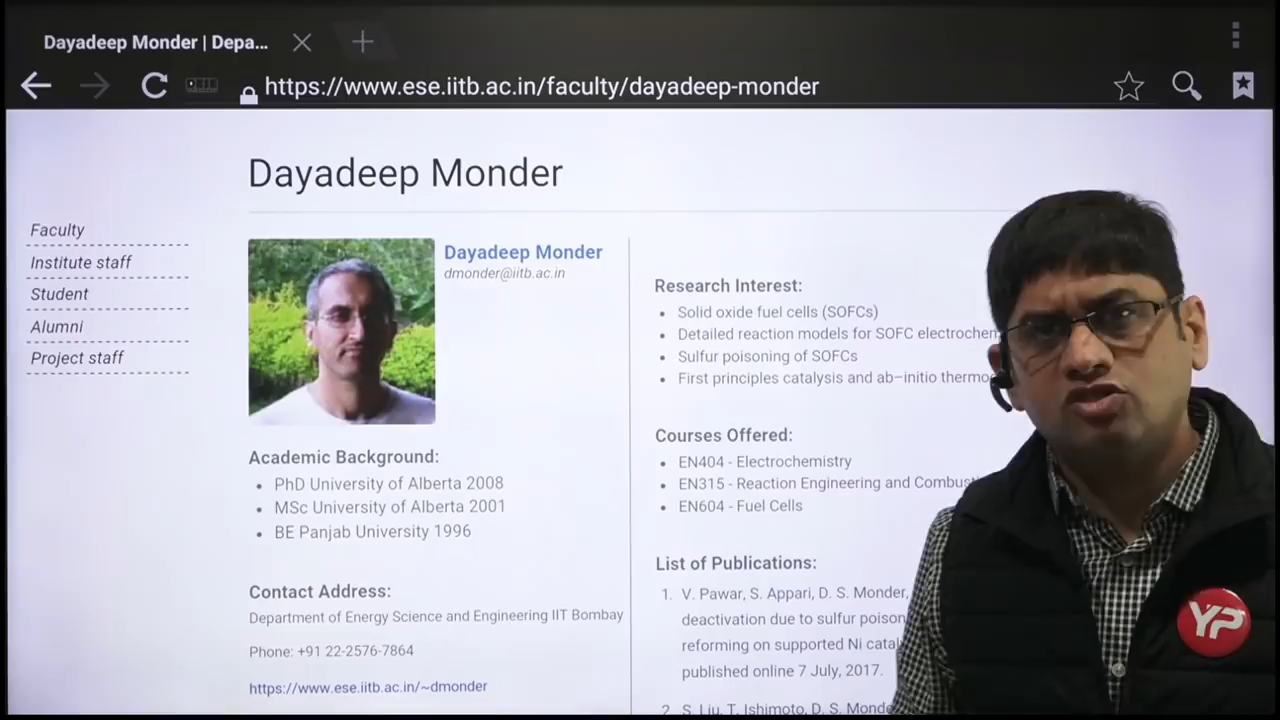 Dayadeep Monder | Depa...
https://www.ese.iitb.ac.in/faculty/dayadeep-monder
Dayadeep Monder
Faculty
Institute staff
Student
Alumni
Project staff
Dayadeep Monder
dmonder@iitb.ac.in
Academic Background:
• PhD University of Alberta 2008
• MSc University of Alberta 2001
• BE Panjab University 1996
Contact Address:
Department of Energy Science and Engineering IIT Bombay
Phone: +91 22-2576-7864
https://www.ese.iitb.ac.in/~dmonder
Research Interest:
• Solid oxide fuel cells (SOFCs)
• Detailed reaction models for SOFC electrochem
• Sulfur poisoning of SOFCs
• First principles catalysis and ab–initio thermo
Courses Offered:
• EN404 - Electrochemistry
• EN315 - Reaction Engineering and Combus
• EN604 - Fuel Cells
List of Publications:
1. V. Pawar, S. Appari, D. S. Monder,
deactivation due to sulfur poison
reforming on supported Ni cata
published online 7 July, 2017.
2. S. Liu, T. Ishimoto, D. S. Monde
YP